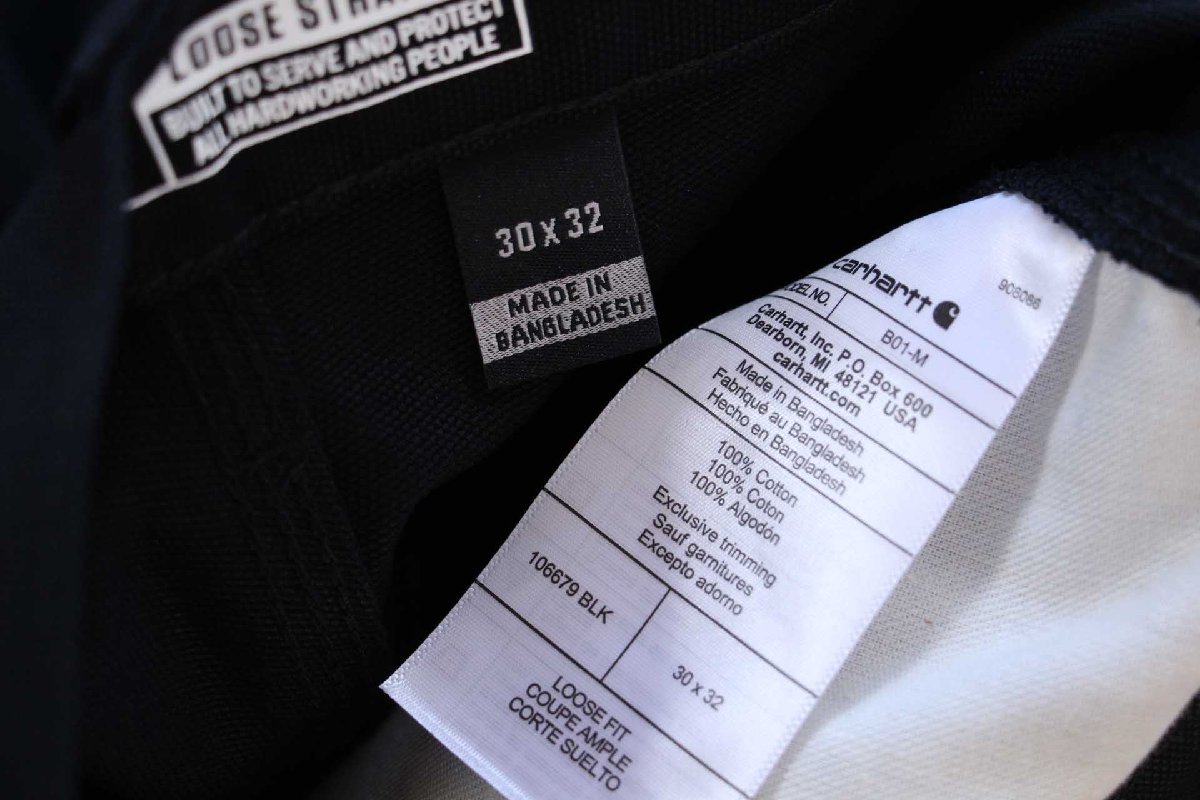 LOOSE
BUILT TO SERVE AND PROTECT
ALL HARDWORKING PEOPLE
30 x 32
MADE IN
BANGLADESH
carhartt
908086
MODEL NO.
B01-M
Carhartt, Inc. P.O. Box 600
Dearborn, MI 48121 USA
carhartt.com
Made in Bangladesh
Fabriqué au Bangladesh
Hecho en Bangladesh
100% Cotton
100% Coton
100% Algodón
Exclusive trimming
Sauf garnitures
Excepto adorno
106679 BLK
30 x 32
LOOSE FIT
COUPE AMPLE
CORTE SUELTO